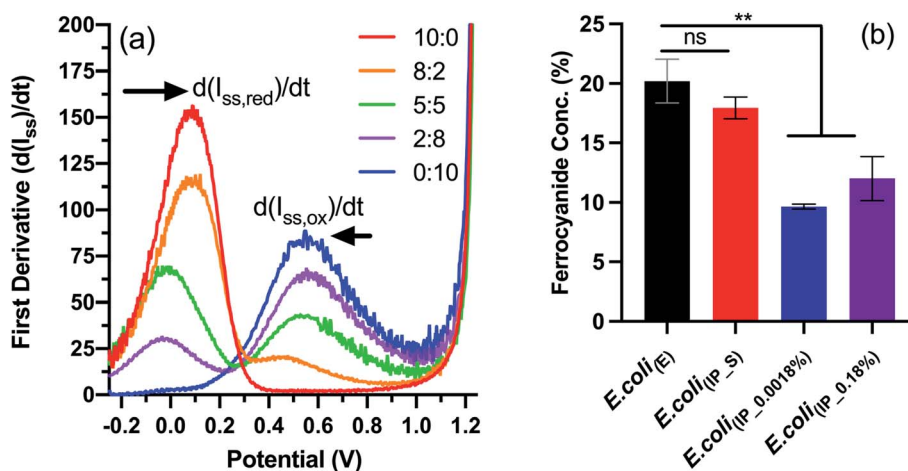 (a)
10:0
8:2
5:5
2:8
0:10
d(I_ss,red)/dt
d(I_ss,ox)/dt
First Derivative (d(I_ss)/dt)
200
175
150
125
100
75
50
25
0
-0.2 0.0 0.2 0.4 0.6 0.8 1.0 1.2
Potential (V)
(b)
**
ns
Ferrocyanide Conc. (%)
25
20
15
10
5
0
E.coli(E)
E.coli(IP_S)
E.coli(IP_0.0018%)
E.coli(IP_0.18%)